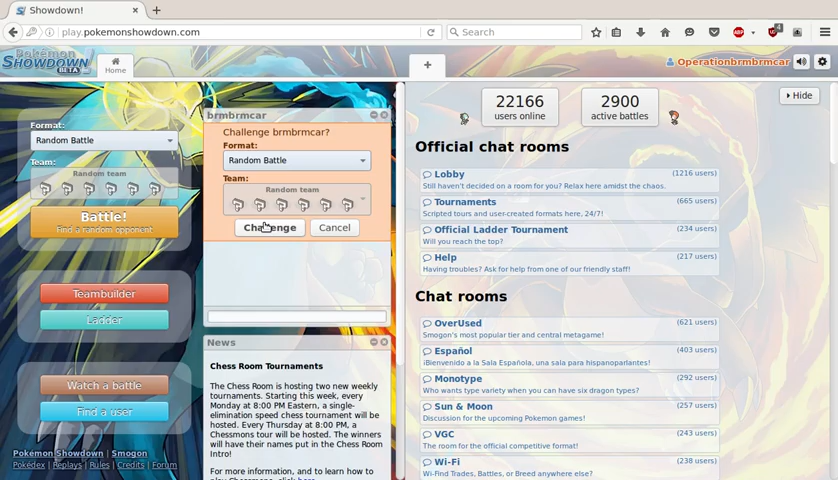 Showdown!
play.pokemonshowdown.com
Search
ABP
4
Pokémon
SHOWDOWN
BETA
Home
Operationbrmbrmcar
Format:
Random Battle
Team:
Random team
Battle!
Find a random opponent
Teambuilder
Ladder
Watch a battle
Find a user
Pokémon Showdown | Smogon
Pokédex | Replays | Rules | Credits | Forum
brmbrmcar
Challenge brmbrmcar?
Format:
Random Battle
Team:
Random team
Challenge
Cancel
News
Chess Room Tournaments
The Chess Room is hosting two new weekly
tournaments. Starting this week, every
Monday at 8:00 PM Eastern, a single-
elimination speed chess tournament will be
hosted. Every Thursday at 8:00 PM, a
Chessmons tour will be hosted. The winners
will have their names put in the Chess Room
Intro!
For more information, and to learn how to
22166
users online
2900
active battles
Hide
Official chat rooms
Lobby
(1216 users)
Still haven't decided on a room for you? Relax here amidst the chaos.
Tournaments
(665 users)
Scripted tours and user-created formats here, 24/7!
Official Ladder Tournament
(234 users)
Will you reach the top?
Help
(217 users)
Having troubles? Ask for help from one of our friendly staff!
Chat rooms
OverUsed
(621 users)
Smogon's most popular tier and central metagame!
Español
(403 users)
¡Bienvenido a la Sala Española, una sala para hispanoparlantes!
Monotype
(292 users)
Who wants type variety when you can have six dragon types?
Sun & Moon
(257 users)
Discussion for the upcoming Pokemon games!
VGC
(243 users)
The room for the official competitive format!
Wi-Fi
(238 users)
Wi-Find Trades, Battles, or Breed anywhere else?